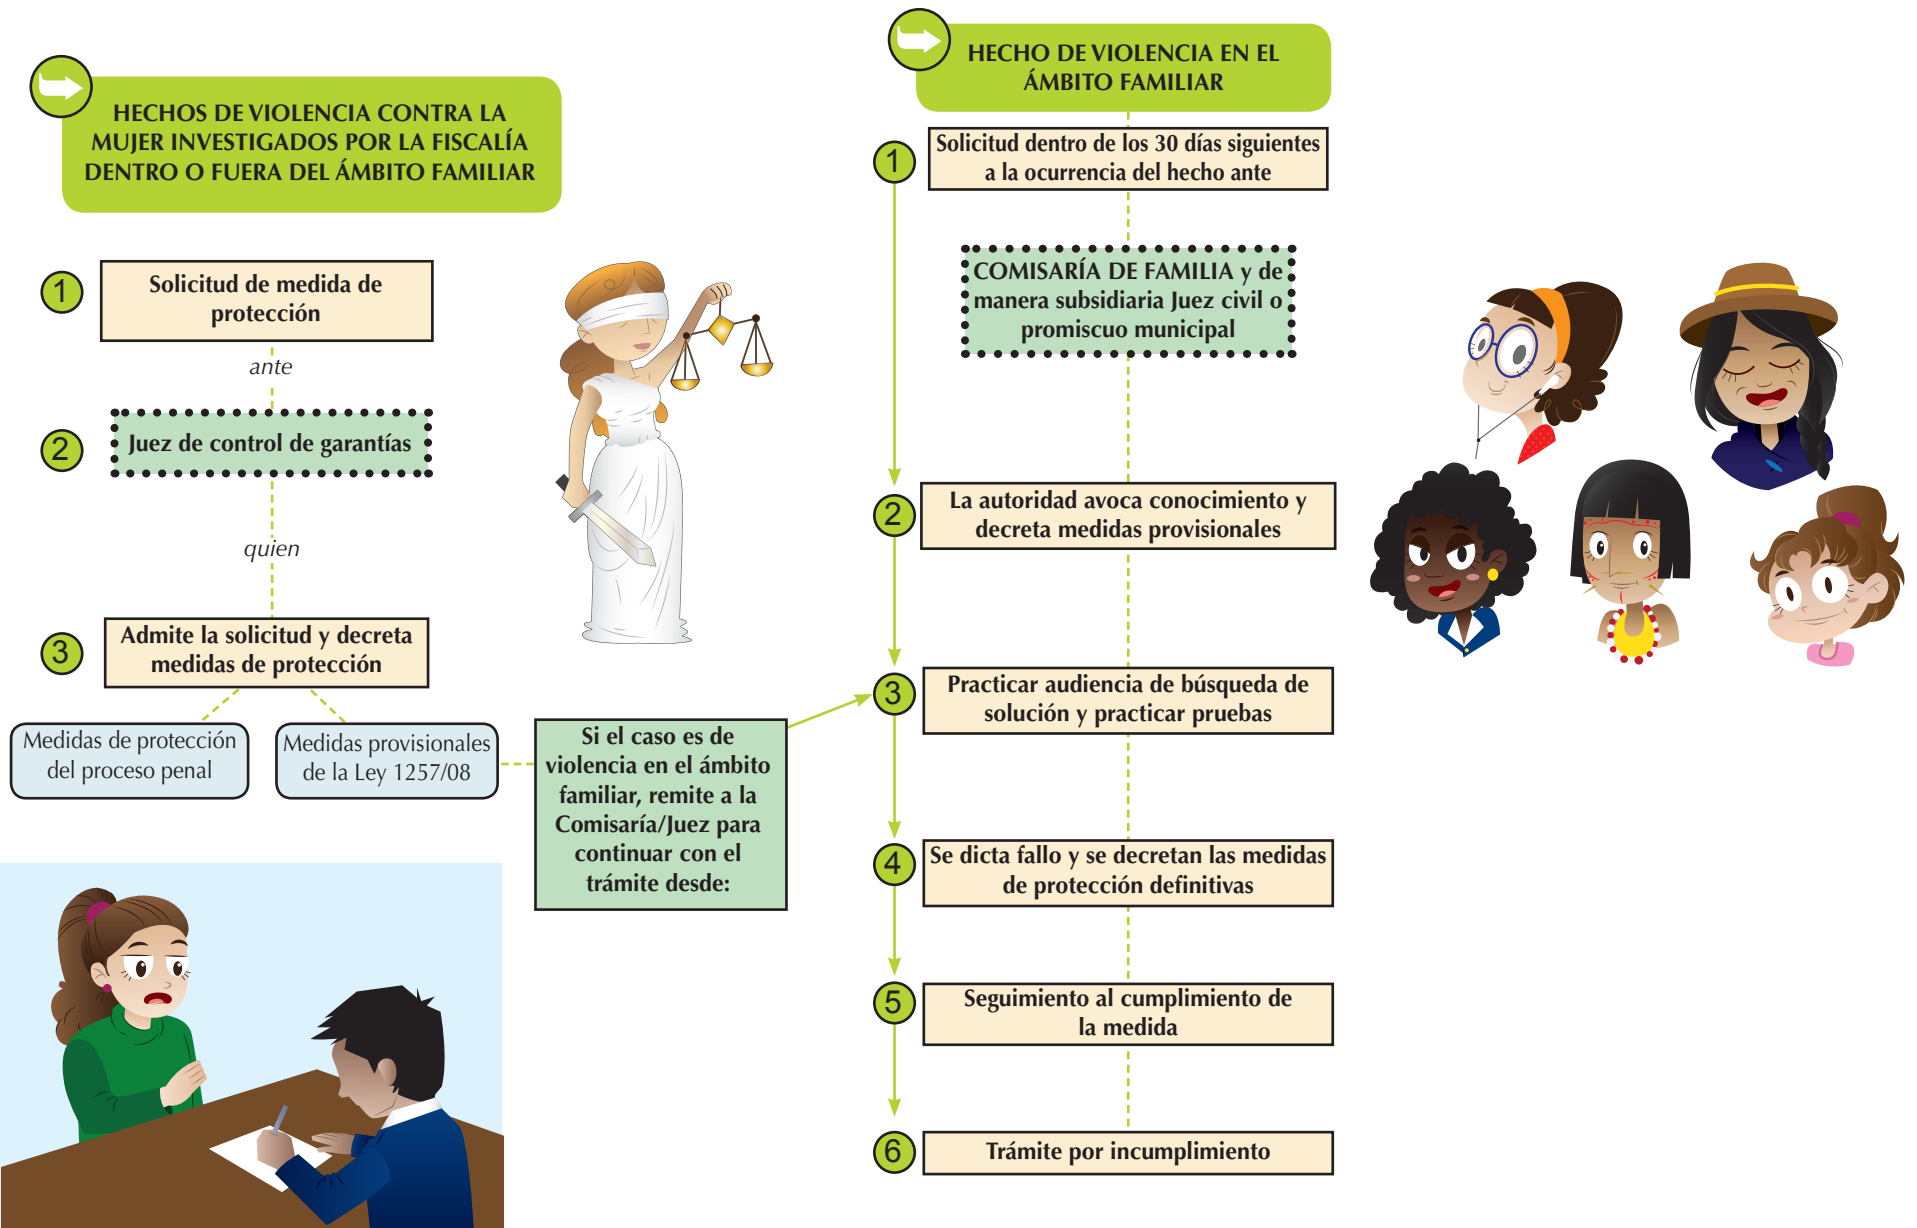 HECHOS DE VIOLENCIA CONTRA LA
MUJER INVESTIGADOS POR LA FISCALÍA
DENTRO O FUERA DEL ÁMBITO FAMILIAR
1
Solicitud de medida de
protección
ante
2
Juez de control de garantías
quien
3
Admite la solicitud y decreta
medidas de protección
Medidas de protección
del proceso penal
Medidas provisionales
de la Ley 1257/08
Si el caso es de
violencia en el ámbito
familiar, remite a la
Comisaría/Juez para
continuar con el
trámite desde:
HECHO DE VIOLENCIA EN EL
ÁMBITO FAMILIAR
1
Solicitud dentro de los 30 días siguientes
a la ocurrencia del hecho ante
COMISARÍA DE FAMILIA y de
manera subsidiaria Juez civil o
promiscuo municipal
2
La autoridad avoca conocimiento y
decreta medidas provisionales
3
Practicar audiencia de búsqueda de
solución y practicar pruebas
4
Se dicta fallo y se decretan las medidas
de protección definitivas
5
Seguimiento al cumplimiento de
la medida
6
Trámite por incumplimiento